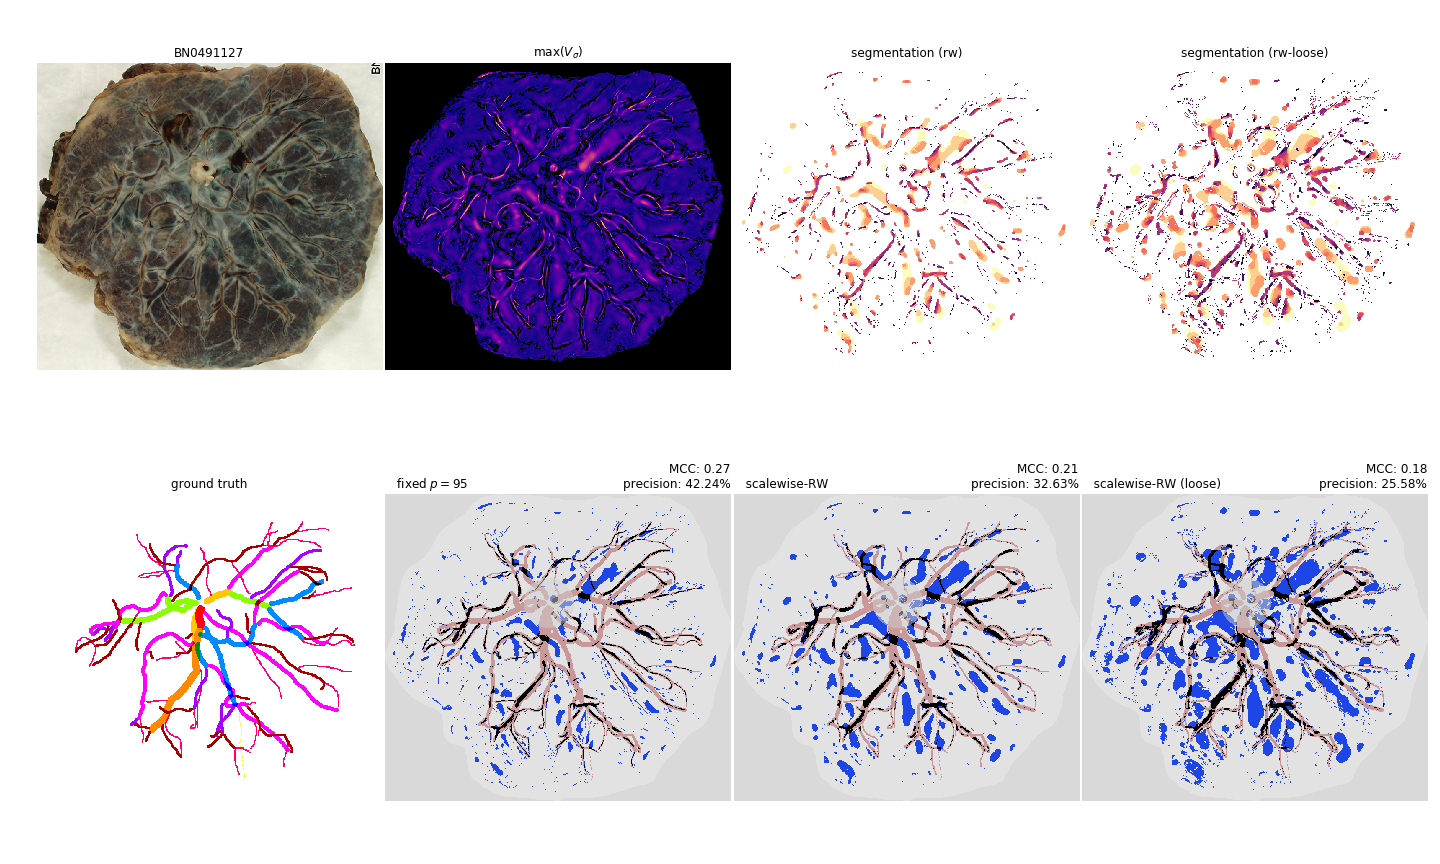 BN0491127
max(V_σ)
segmentation (rw)
segmentation (rw-loose)
BN
ground truth
fixed p = 95
MCC: 0.27
precision: 42.24%
scalewise-RW
MCC: 0.21
precision: 32.63%
scalewise-RW (loose)
MCC: 0.18
precision: 25.58%